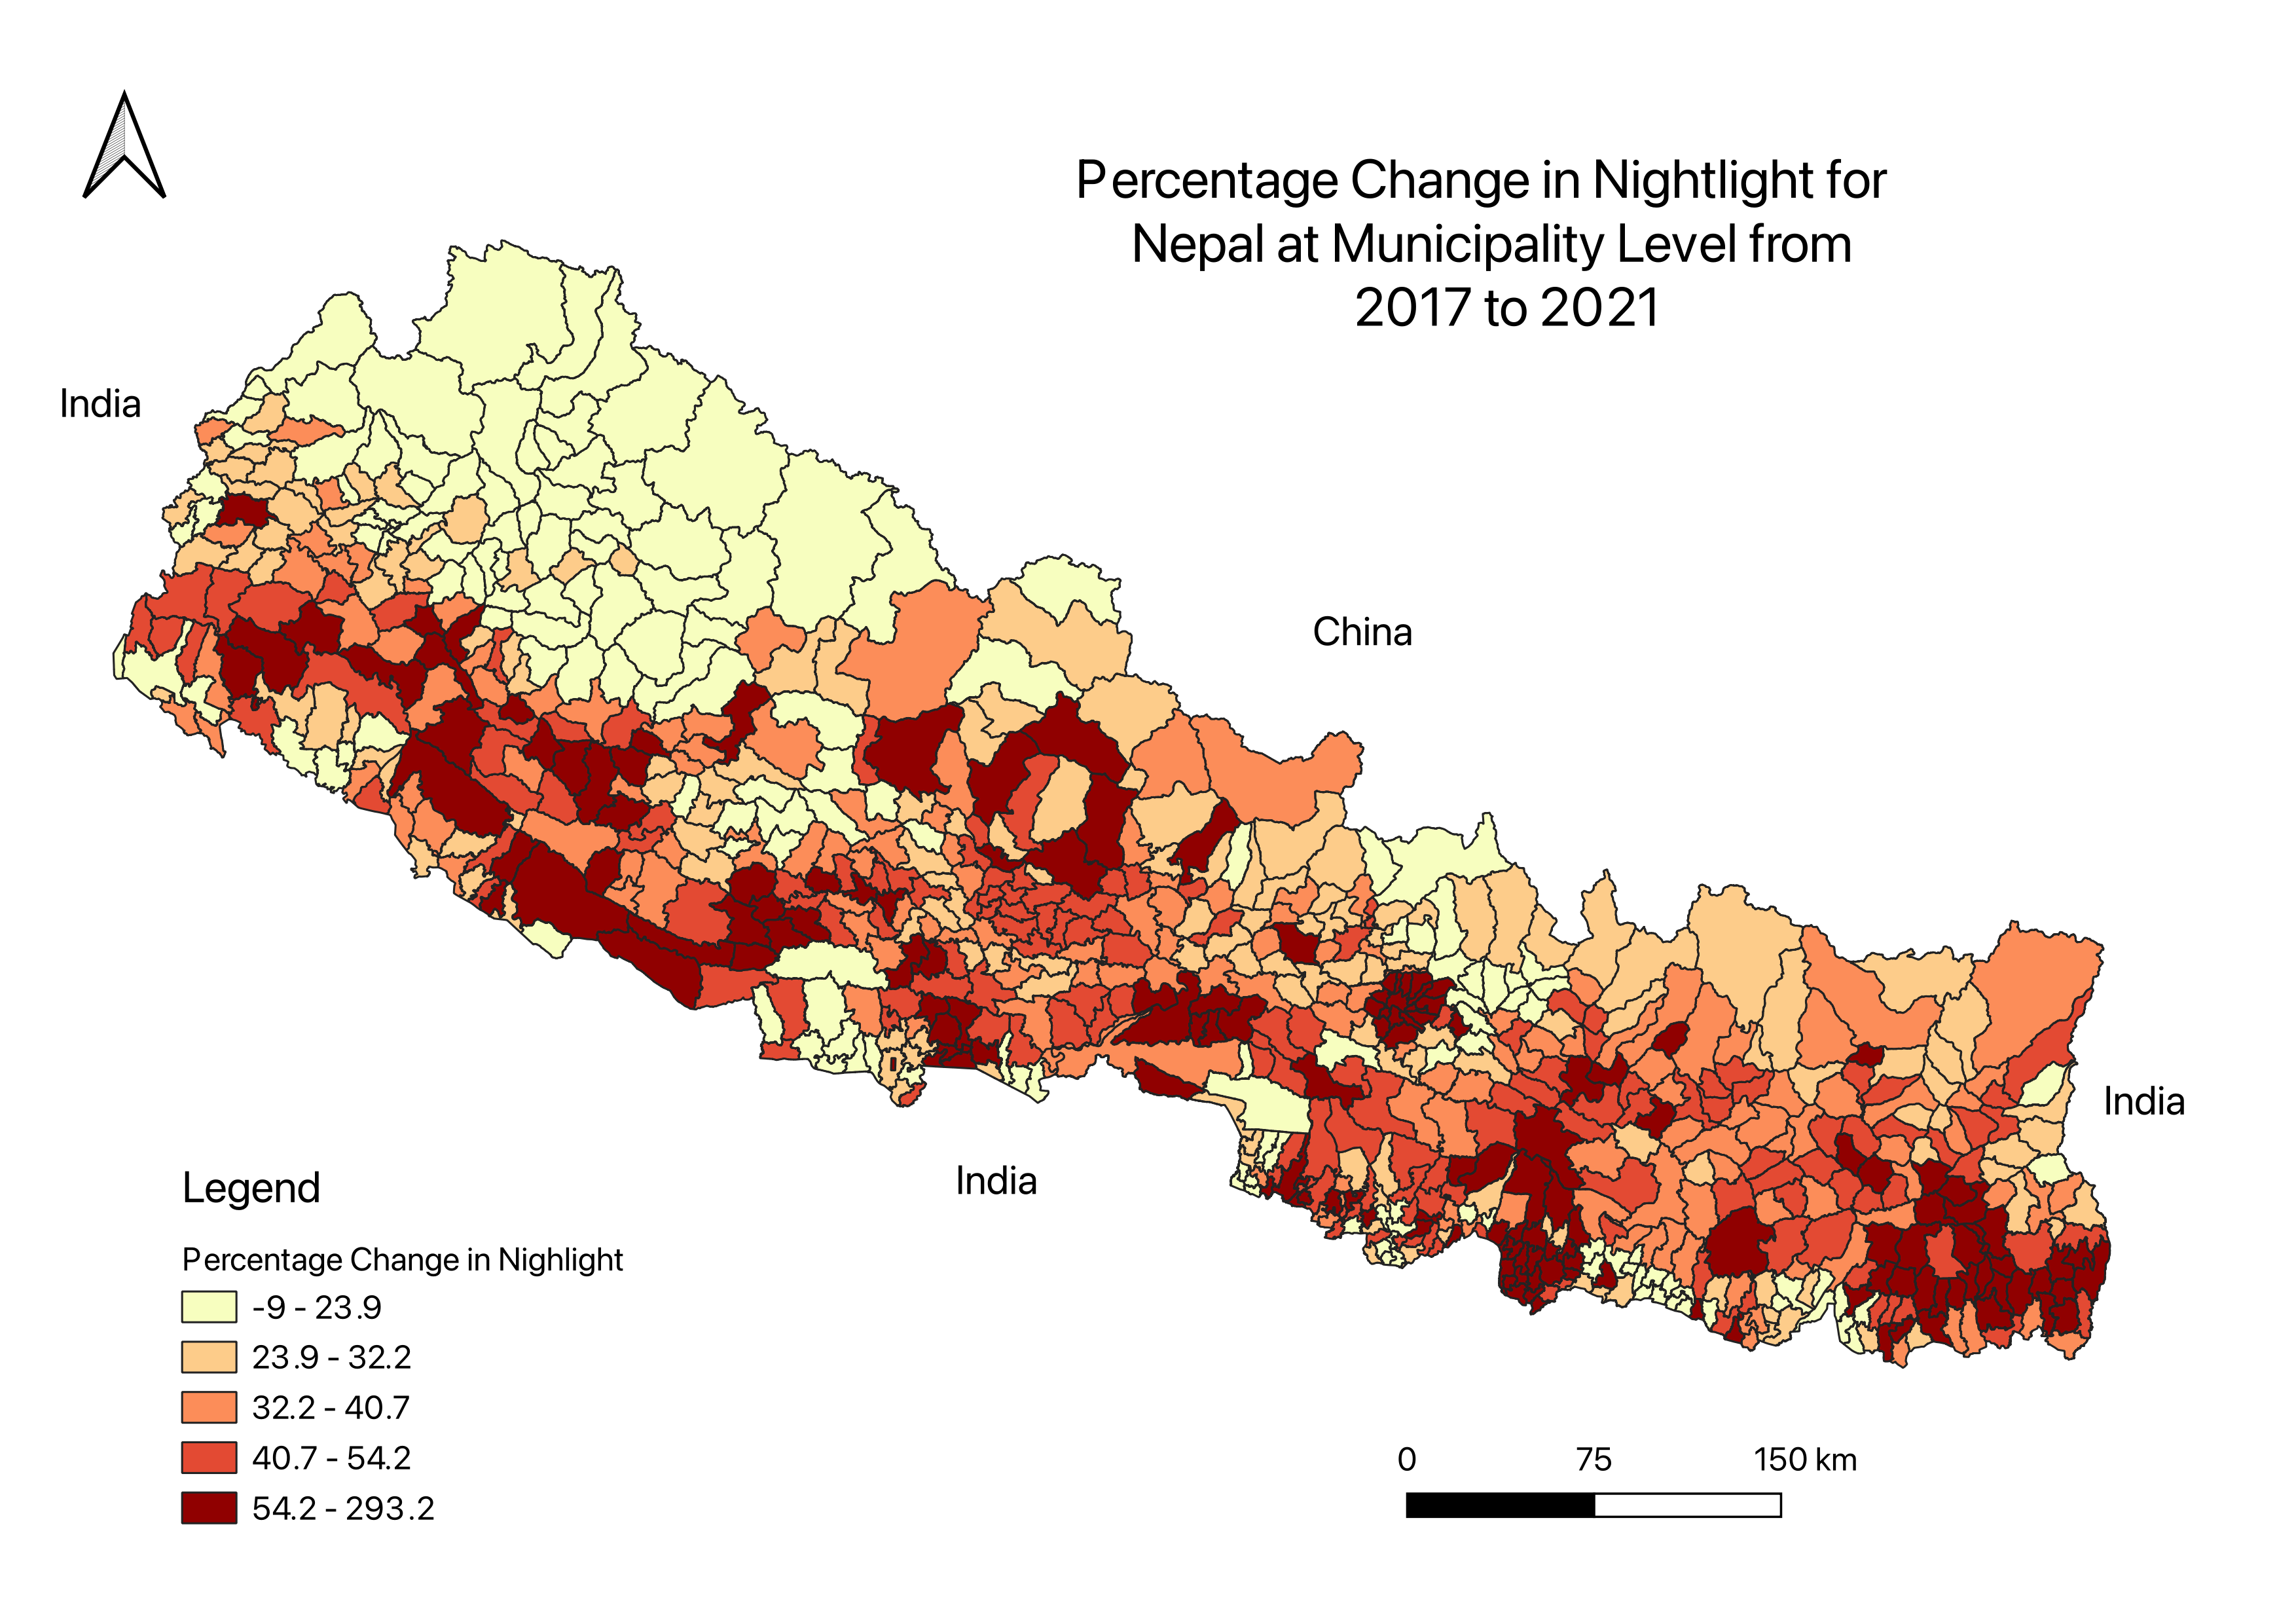 Percentage Change in Nightlight for
Nepal at Municipality Level from
2017 to 2021
India
China
India
India
Legend
Percentage Change in Nighlight
-9 - 23.9
23.9 - 32.2
32.2 - 40.7
40.7 - 54.2
54.2 - 293.2
0 75 150 km